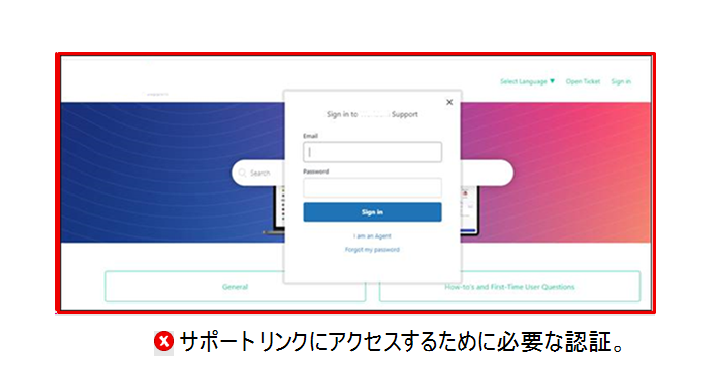 Select Language ▼ Open Ticket Sign in
Sign in to Support
Email
Search
Password
Sign in
I am an Agent
Forgot my password
General
How-to's and First-Time User Questions
サポートリンクにアクセスするために必要な認証。